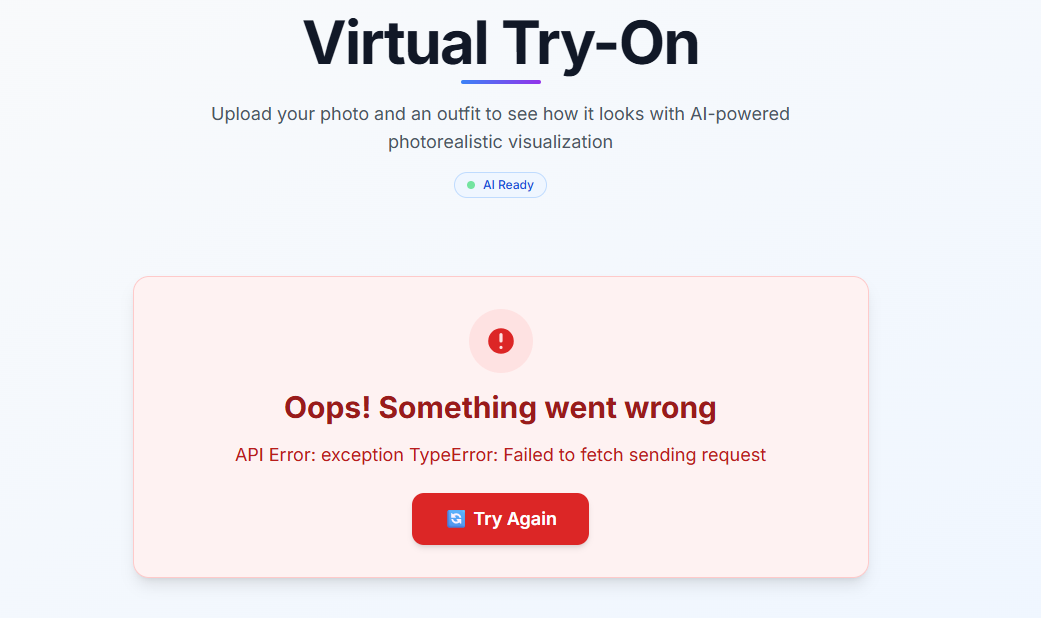 Virtual Try-On
Upload your photo and an outfit to see how it looks with AI-powered
photorealistic visualization
AI Ready
Oops! Something went wrong
API Error: exception TypeError: Failed to fetch sending request
Try Again